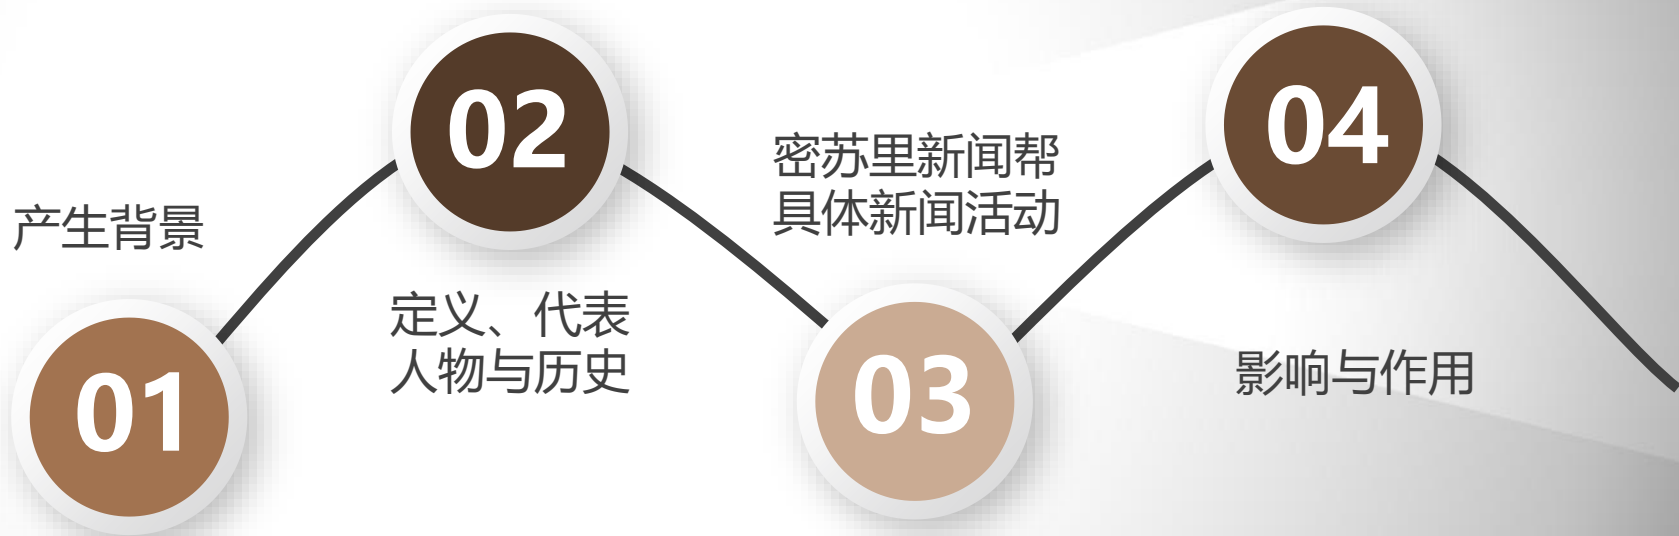 01
产生背景
02
定义、代表
人物与历史
03
密苏里新闻帮
具体新闻活动
04
影响与作用